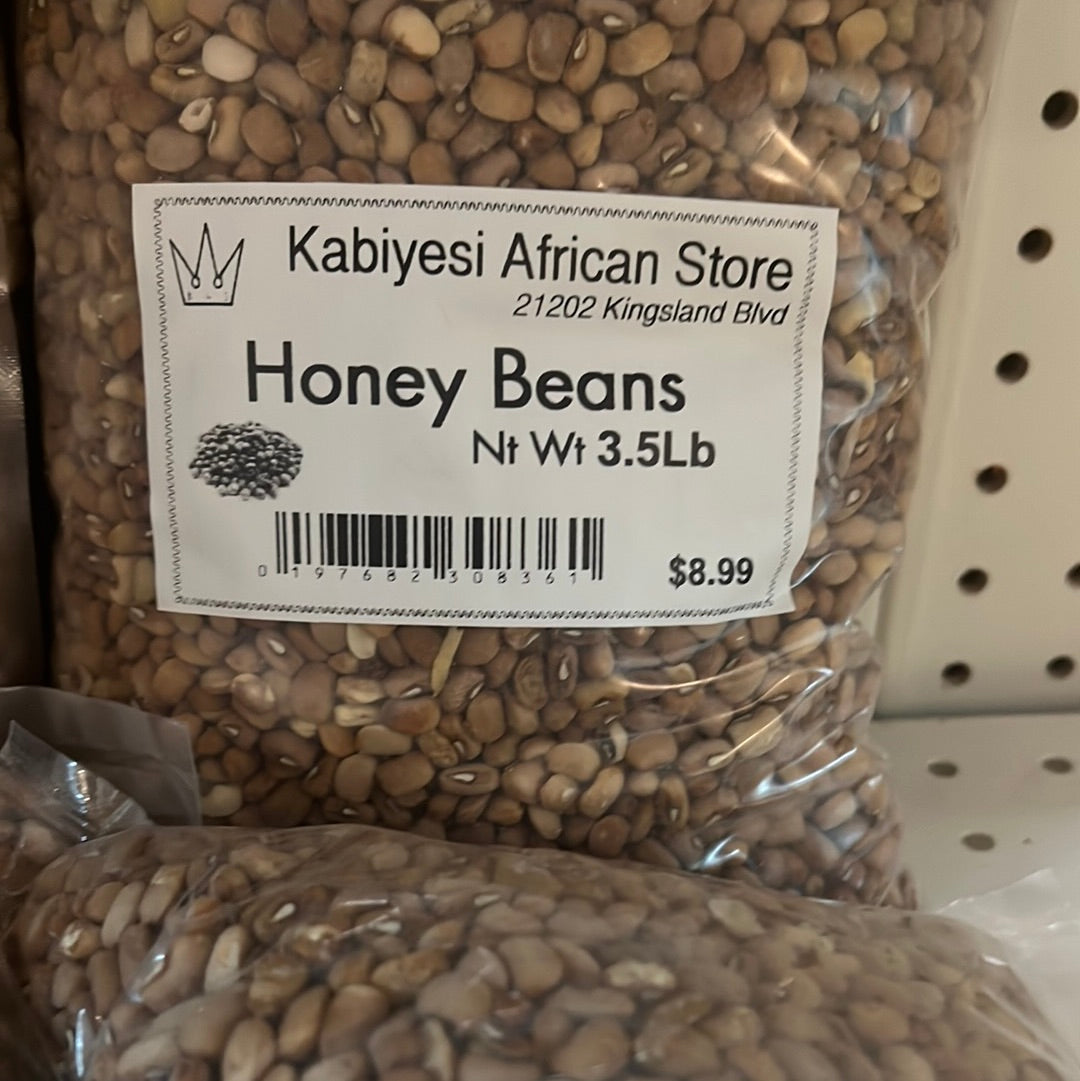 Kabiyesi African Store
21202 Kingsland Blvd
Honey Beans
Nt Wt 3.5Lb
0 197682 308361
$8.99